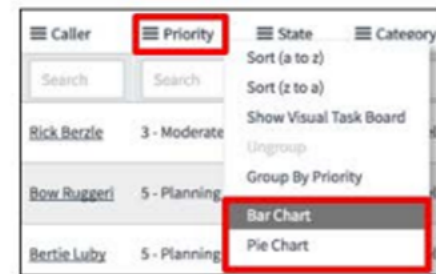 Caller Priority State Category
Search Search
Sort (a to z)
Sort (z to a)
Show Visual Task Board
Ungroup
Group By Priority
Bar Chart
Pie Chart
Rick Berzle 3 - Moderate
Bow Ruggeri 5 - Planning
Bertie Luby 5 - Planning